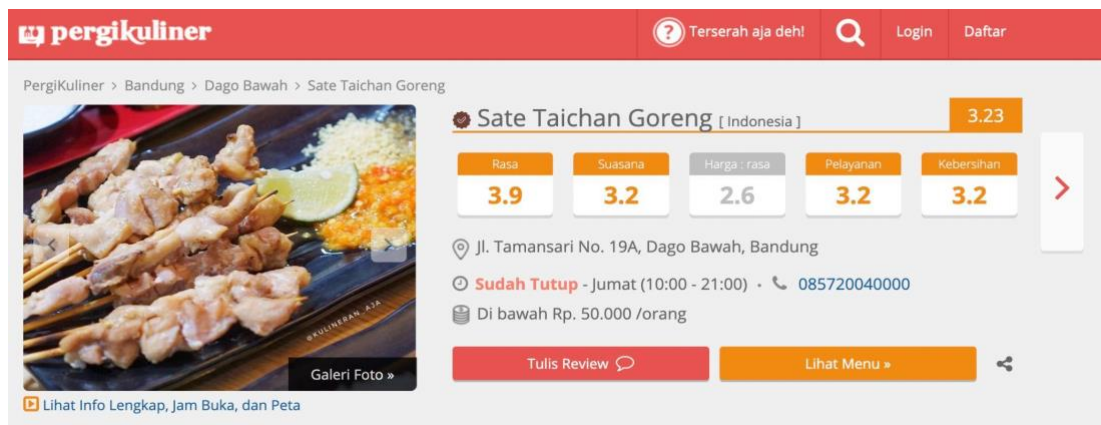 pergikuliner
? Terserah aja deh! Login Daftar
PergiKuliner > Bandung > Dago Bawah > Sate Taichan Goreng
Sate Taichan Goreng [ Indonesia ] 3.23
Rasa Suasana Harga : rasa Pelayanan Kebersihan
3.9 3.2 2.6 3.2 3.2
Jl. Tamansari No. 19A, Dago Bawah, Bandung
Sudah Tutup - Jumat (10:00 - 21:00) · 085720040000
Di bawah Rp. 50.000 /orang
@KULINERAN_AJA
Galeri Foto »
Tulis Review Lihat Menu »
Lihat Info Lengkap, Jam Buka, dan Peta